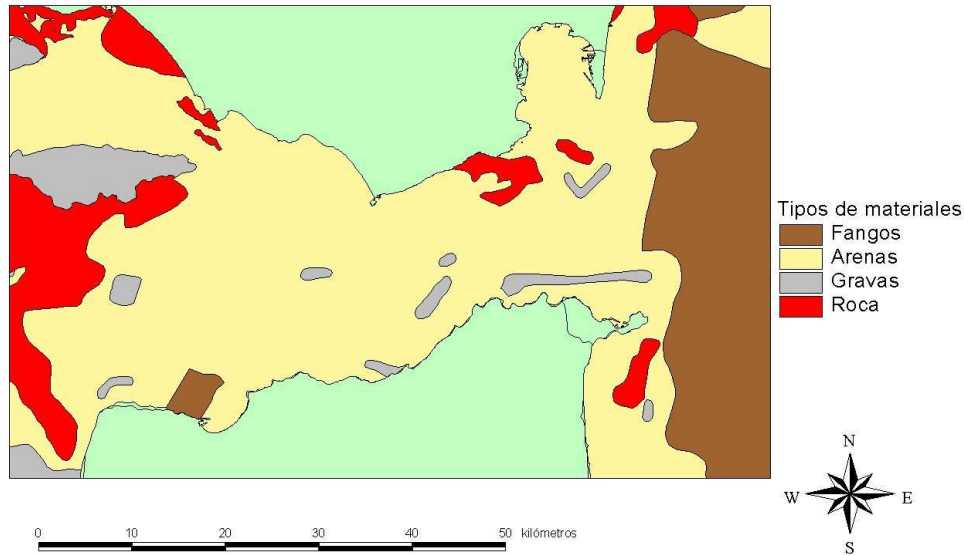 Tipos de materiales
Fangos
Arenas
Gravas
Roca
N
W E
S
0 10 20 30 40 50 kilómetros